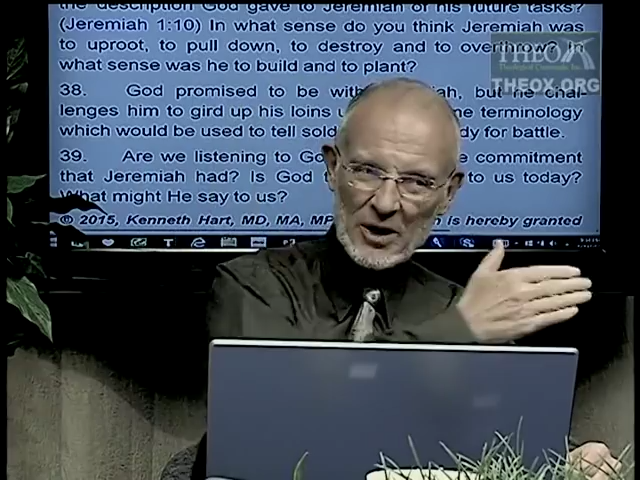 the description God gave to Jeremiah of his future tasks?
(Jeremiah 1:10) In what sense do you think Jeremiah was
to uproot, to pull down, to destroy and to overthrow? In
what sense was he to build and to plant?
38. God promised to be with iah, but he chal-
lenges him to gird up his loins u me terminology
which would be used to tell sold dy for battle.
39. Are we listening to Go e commitment
that Jeremiah had? Is God to us today?
What might He say to us?
© 2015, Kenneth Hart, MD, MA, MP n is hereby granted
THEOX
THEOX.ORG